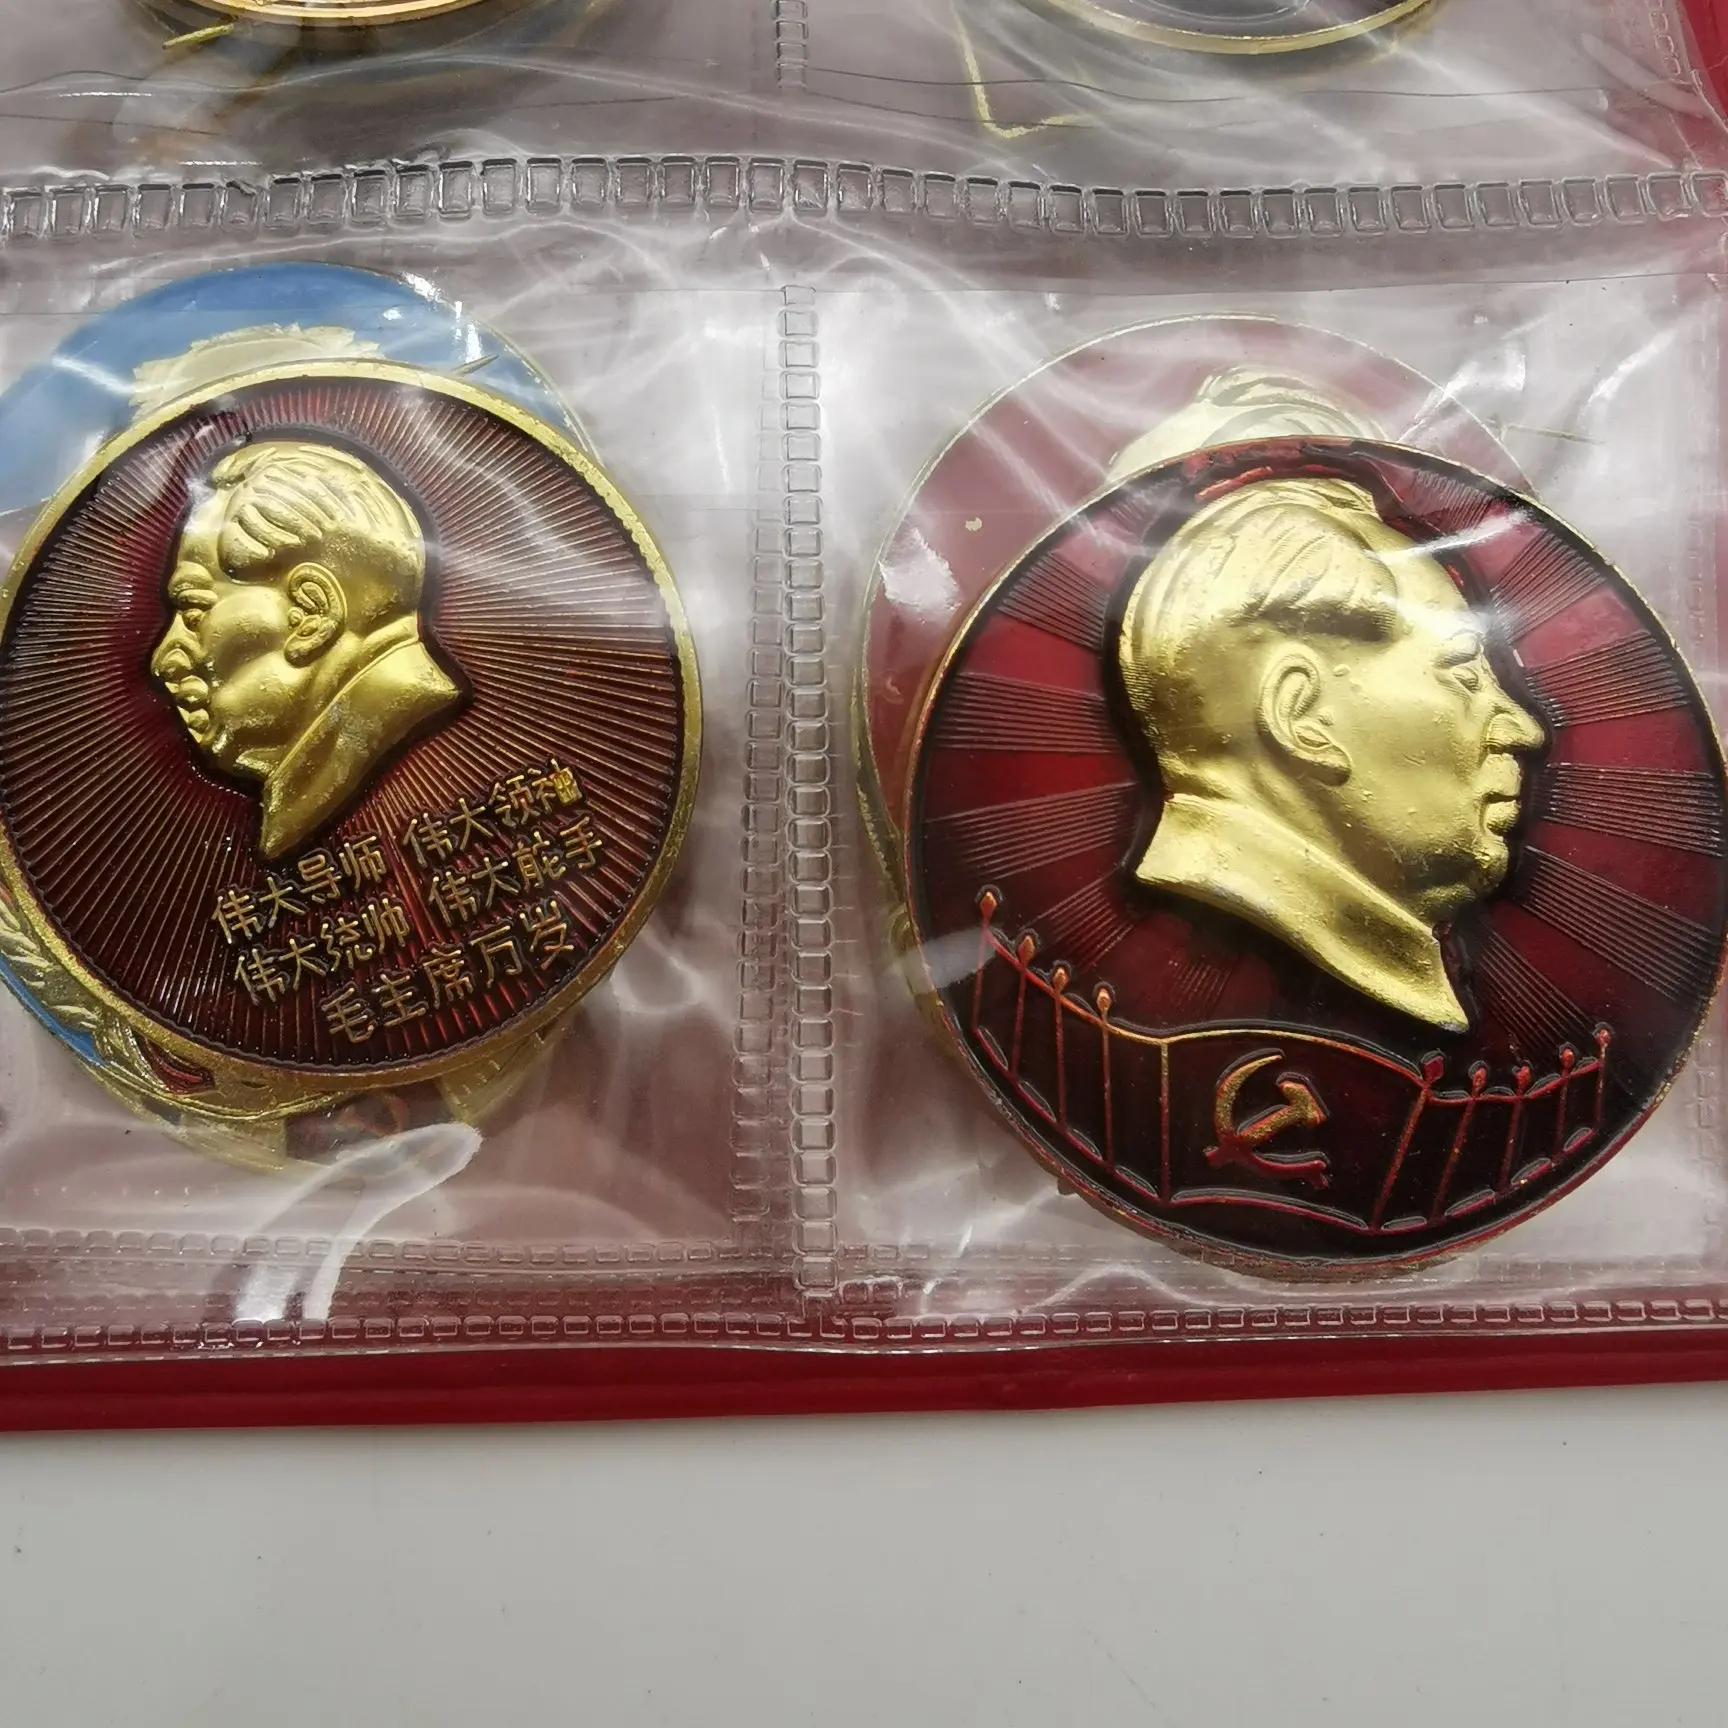 伟大导师 伟大领袖
伟大统帅 伟大能手
毛主席万岁